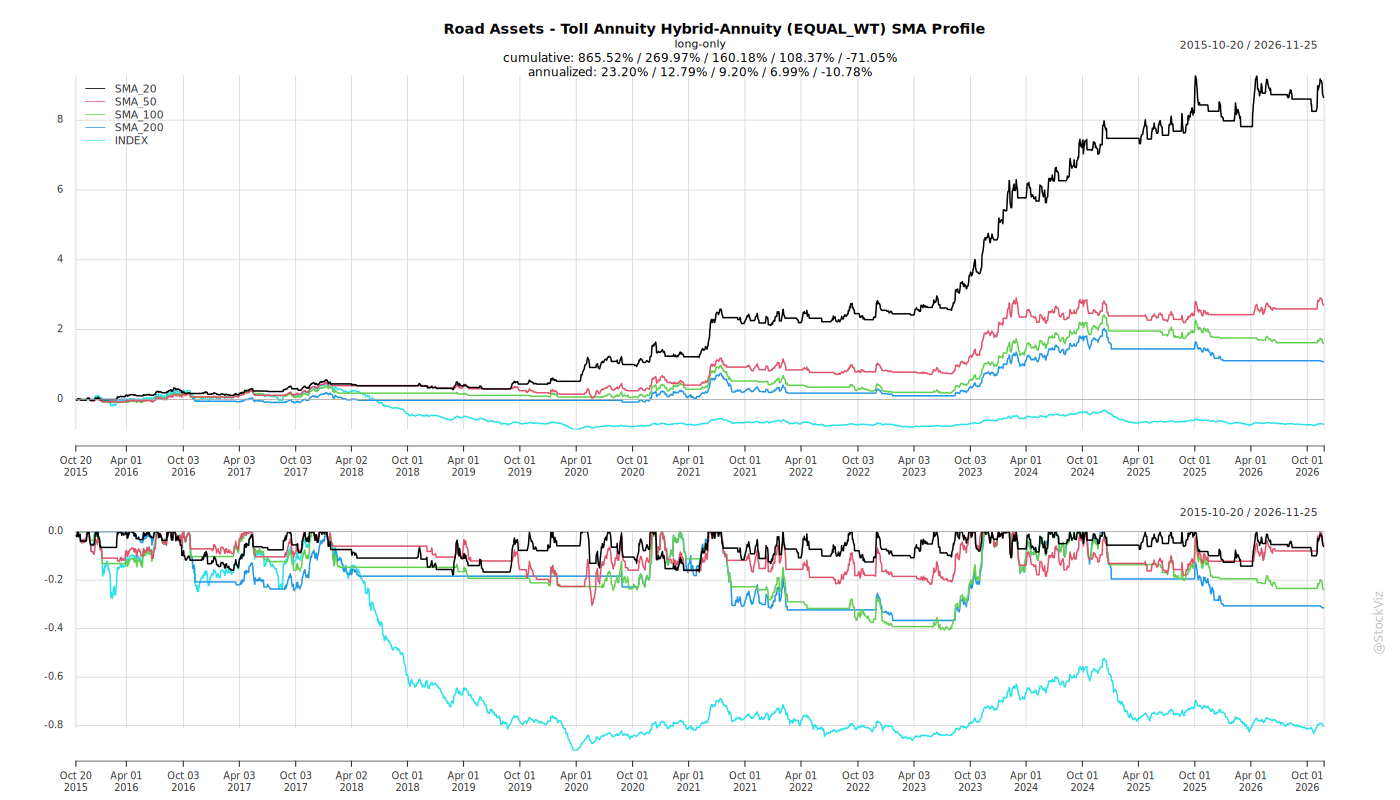 Road Assets - Toll Annuity Hybrid-Annuity (EQUAL_WT) SMA Profile
long-only
2015-10-20 / 2026-11-25
cumulative: 865.52% / 269.97% / 160.18% / 108.37% / -71.05%
annualized: 23.20% / 12.79% / 9.20% / 6.99% / -10.78%
SMA_20
SMA_50
SMA_100
SMA_200
INDEX
8
6
4
2
0
Oct 20 Apr 01 Oct 03 Apr 03 Oct 03 Apr 02 Oct 01 Apr 01 Oct 01 Apr 01 Oct 01 Apr 01 Oct 01 Apr 01 Oct 03 Apr 03 Oct 03 Apr 01 Oct 01 Apr 01 Oct 01 Apr 01 Oct 01
2015 2016 2016 2017 2017 2018 2018 2019 2019 2020 2020 2021 2021 2022 2022 2023 2023 2024 2024 2025 2025 2026 2026
2015-10-20 / 2026-11-25
0.0
-0.2
-0.4
-0.6
-0.8
Oct 20 Apr 01 Oct 03 Apr 03 Oct 03 Apr 02 Oct 01 Apr 01 Oct 01 Apr 01 Oct 01 Apr 01 Oct 01 Apr 01 Oct 03 Apr 03 Oct 03 Apr 01 Oct 01 Apr 01 Oct 01 Apr 01 Oct 01
2015 2016 2016 2017 2017 2018 2018 2019 2019 2020 2020 2021 2021 2022 2022 2023 2023 2024 2024 2025 2025 2026 2026
@StockViz